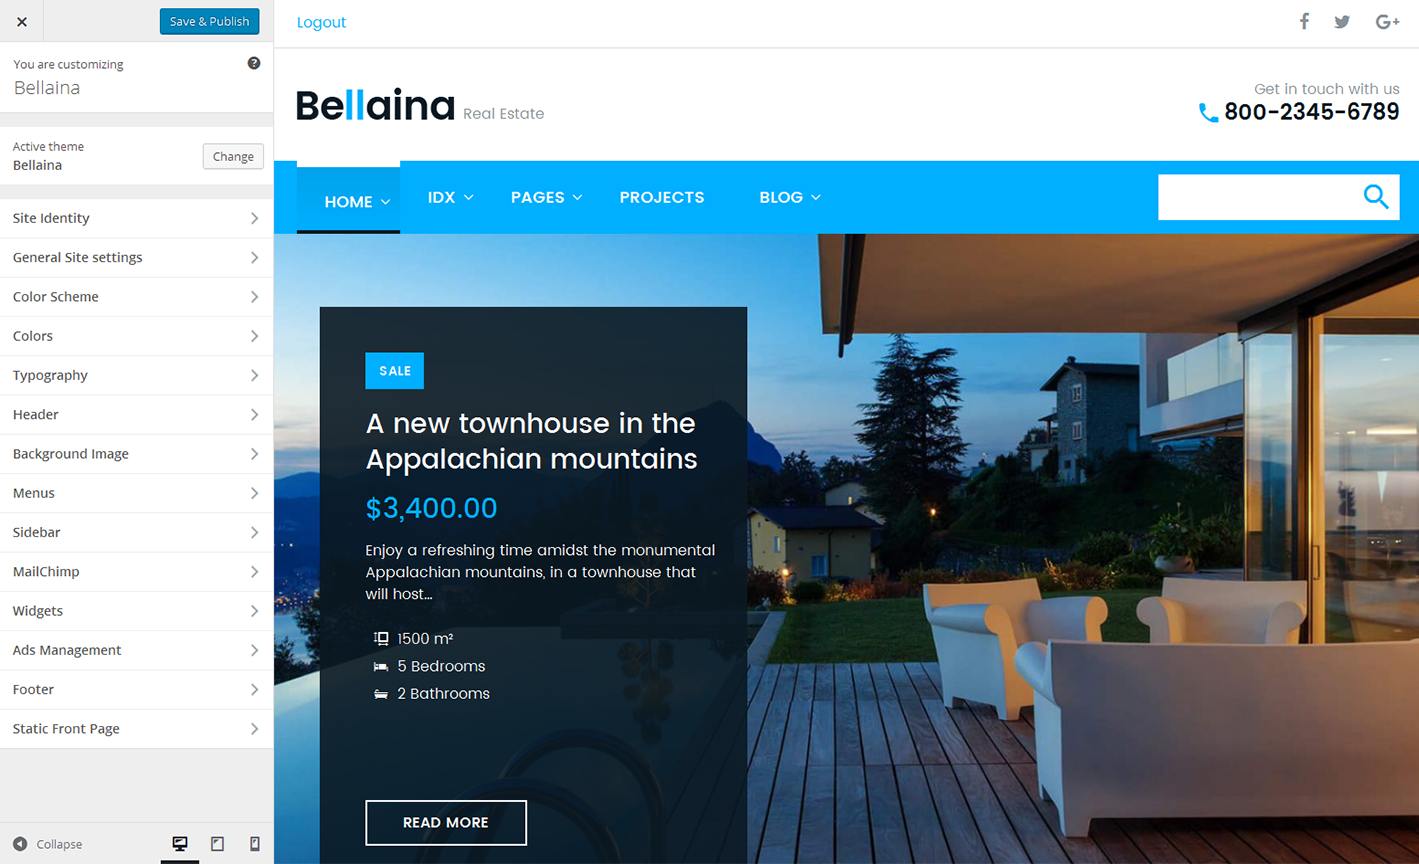 Save & Publish
You are customizing
Bellaina
Active theme
Bellaina
Change
Site Identity
General Site settings
Color Scheme
Colors
Typography
Header
Background Image
Menus
Sidebar
MailChimp
Widgets
Ads Management
Footer
Static Front Page
Collapse
Logout
Bellaina Real Estate
Get in touch with us
800-2345-6789
HOME IDX PAGES PROJECTS BLOG
SALE
A new townhouse in the
Appalachian mountains
$3,400.00
Enjoy a refreshing time amidst the monumental
Appalachian mountains, in a townhouse that
will host...
1500 m²
5 Bedrooms
2 Bathrooms
READ MORE